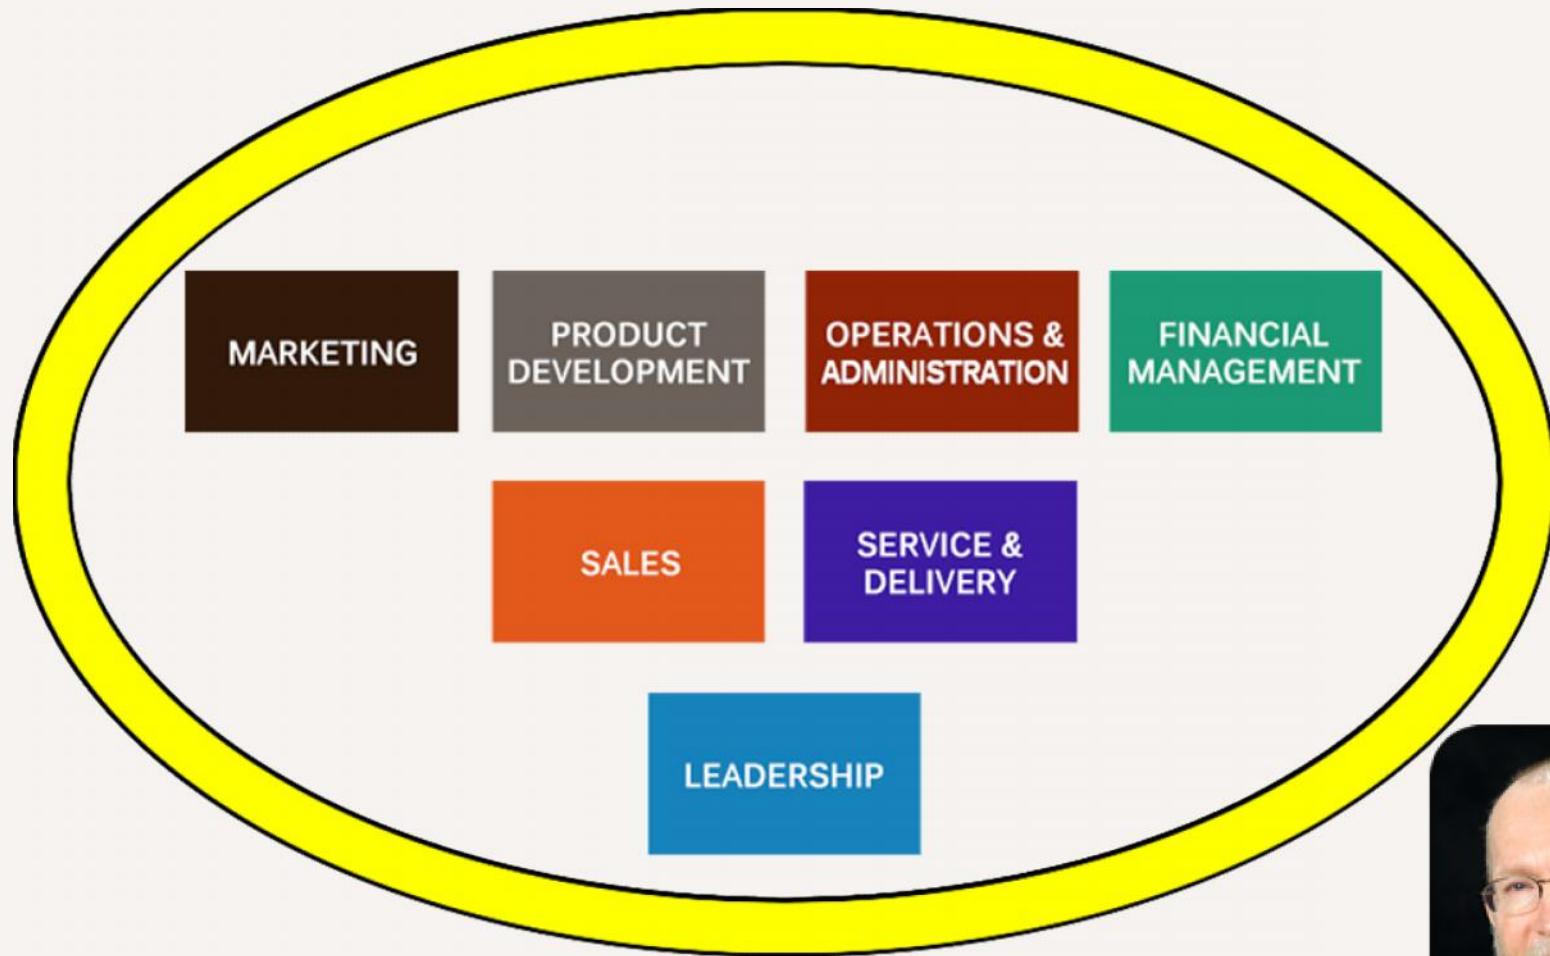 MARKETING
PRODUCT
DEVELOPMENT
OPERATIONS &
ADMINISTRATION
FINANCIAL
MANAGEMENT
SALES
SERVICE &
DELIVERY
LEADERSHIP